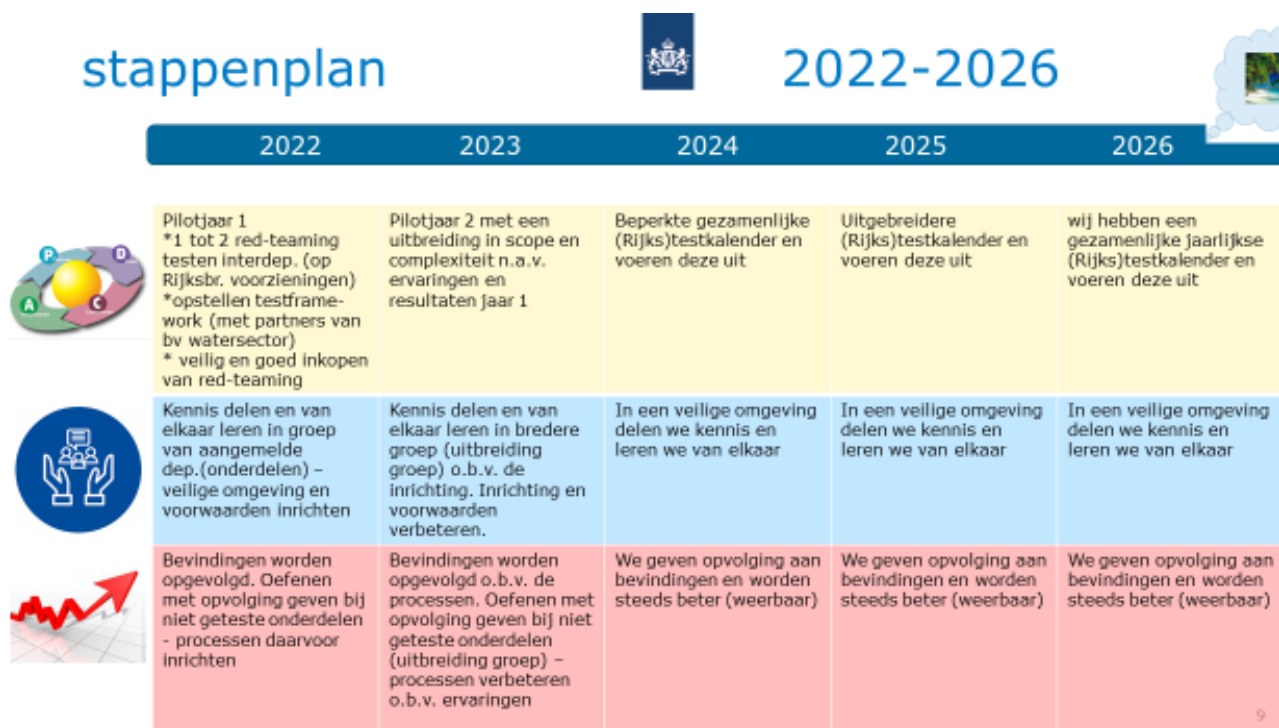 stappenplan
2022-2026
2022
2023
2024
2025
2026
P
D
A
C
Pilotjaar 1
*1 tot 2 red-teaming
testen interdep. (op
Rijksbr. voorzieningen)
*opstellen testframe-
work (met partners van
bv watersector)
* veilig en goed inkopen
van red-teaming
Pilotjaar 2 met een
uitbreiding in scope en
complexiteit n.a.v.
ervaringen en
resultaten jaar 1
Beperkte gezamenlijke
(Rijks)testkalender en
voeren deze uit
Uitgebreidere
(Rijks)testkalender en
voeren deze uit
wij hebben een
gezamenlijke jaarlijkse
(Rijks)testkalender en
voeren deze uit
Kennis delen en van
elkaar leren in groep
van aangemelde
dep.(onderdelen) –
veilige omgeving en
voorwaarden inrichten
Kennis delen en van
elkaar leren in bredere
groep (uitbreiding
groep) o.b.v. de
inrichting. Inrichting en
voorwaarden
verbeteren.
In een veilige omgeving
delen we kennis en
leren we van elkaar
In een veilige omgeving
delen we kennis en
leren we van elkaar
In een veilige omgeving
delen we kennis en
leren we van elkaar
Bevindingen worden
opgevolgd. Oefenen
met opvolging geven bij
niet geteste onderdelen
- processen daarvoor
inrichten
Bevindingen worden
opgevolgd o.b.v. de
processen. Oefenen met
opvolging geven bij niet
geteste onderdelen
(uitbreiding groep) –
processen verbeteren
o.b.v. ervaringen
We geven opvolging aan
bevindingen en worden
steeds beter (weerbaar)
We geven opvolging aan
bevindingen en worden
steeds beter (weerbaar)
We geven opvolging aan
bevindingen en worden
steeds beter (weerbaar)
9